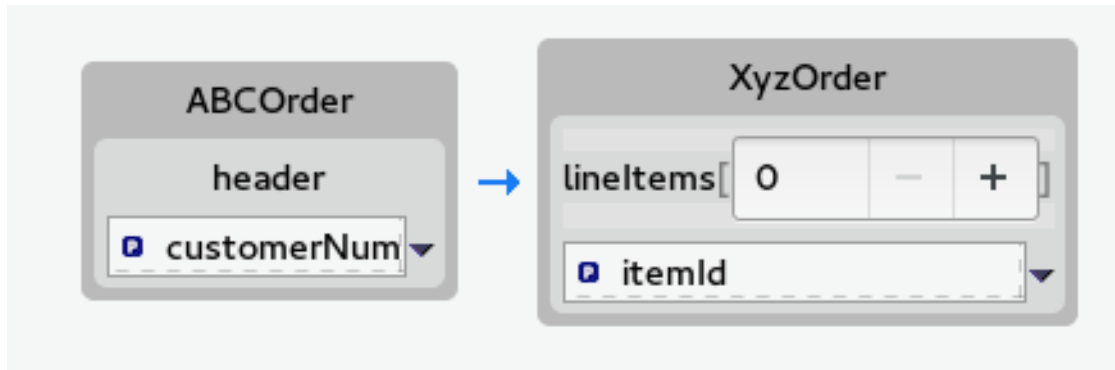 ABCOrder
header
customerNum
XyzOrder
lineItems[ 0 − + ]
itemId